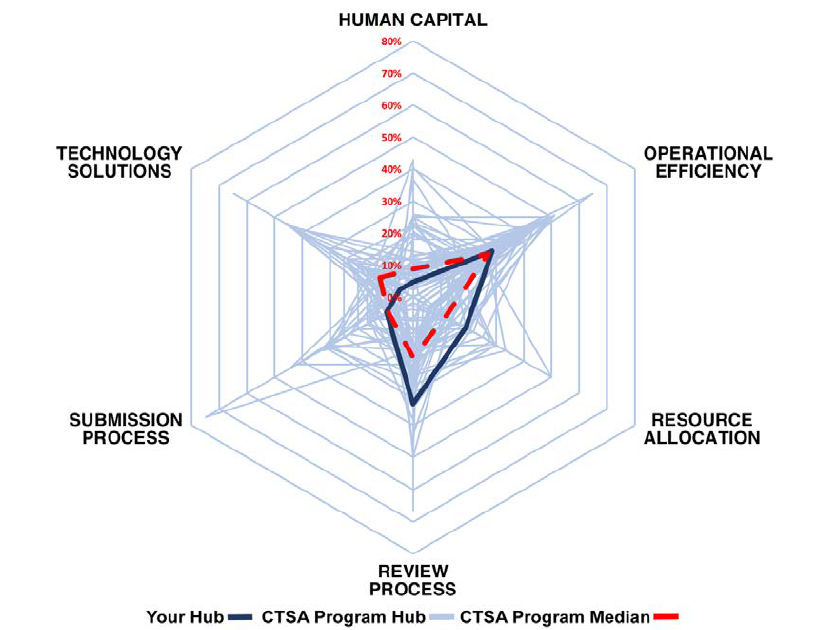 HUMAN CAPITAL
80%
70%
60%
50%
40%
30%
20%
10%
0%
TECHNOLOGY
SOLUTIONS
OPERATIONAL
EFFICIENCY
SUBMISSION
PROCESS
RESOURCE
ALLOCATION
REVIEW
PROCESS
Your Hub CTSA Program Hub CTSA Program Median